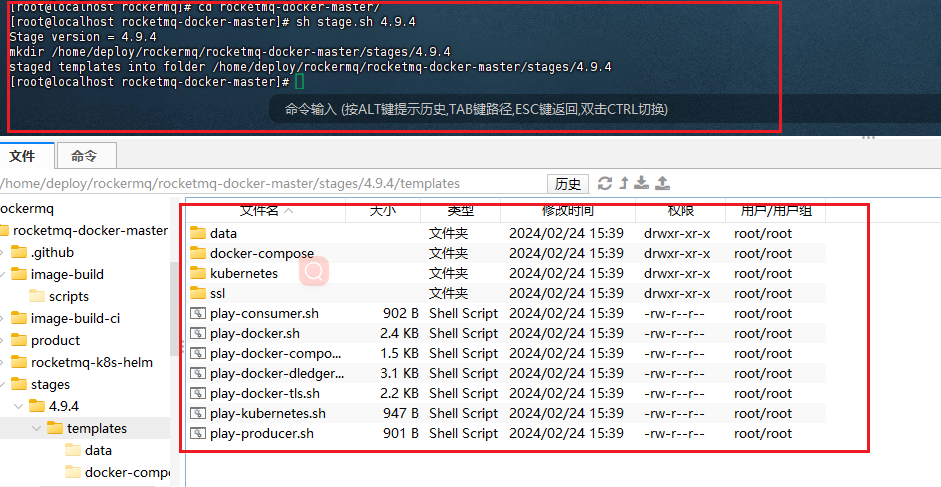 [root@localhost rockermq]# cd rocketmq-docker-master/
[root@localhost rocketmq-docker-master]# sh stage.sh 4.9.4
Stage version = 4.9.4
mkdir /home/deploy/rockermq/rocketmq-docker-master/stages/4.9.4
staged templates into folder /home/deploy/rockermq/rocketmq-docker-master/stages/4.9.4
[root@localhost rocketmq-docker-master]#
命令输入 (按ALT键提示历史,TAB键路径,ESC键返回,双击CTRL切换)
文件 命令
/home/deploy/rockermq/rocketmq-docker-master/stages/4.9.4/templates 历史
ockermq
rocketmq-docker-master
.github
image-build
scripts
image-build-ci
product
rocketmq-k8s-helm
stages
4.9.4
templates
data
docker-compo
文件名 大小 类型 修改时间 权限 用户/用户组
data 文件夹 2024/02/24 15:39 drwxr-xr-x root/root
docker-compose 文件夹 2024/02/24 15:39 drwxr-xr-x root/root
kubernetes 文件夹 2024/02/24 15:39 drwxr-xr-x root/root
ssl 文件夹 2024/02/24 15:39 drwxr-xr-x root/root
play-consumer.sh 902 B Shell Script 2024/02/24 15:39 -rw-r--r-- root/root
play-docker.sh 2.4 KB Shell Script 2024/02/24 15:39 -rw-r--r-- root/root
play-docker-compo... 1.5 KB Shell Script 2024/02/24 15:39 -rw-r--r-- root/root
play-docker-dledger... 3.1 KB Shell Script 2024/02/24 15:39 -rw-r--r-- root/root
play-docker-tls.sh 2.2 KB Shell Script 2024/02/24 15:39 -rw-r--r-- root/root
play-kubernetes.sh 947 B Shell Script 2024/02/24 15:39 -rw-r--r-- root/root
play-producer.sh 901 B Shell Script 2024/02/24 15:39 -rw-r--r-- root/root